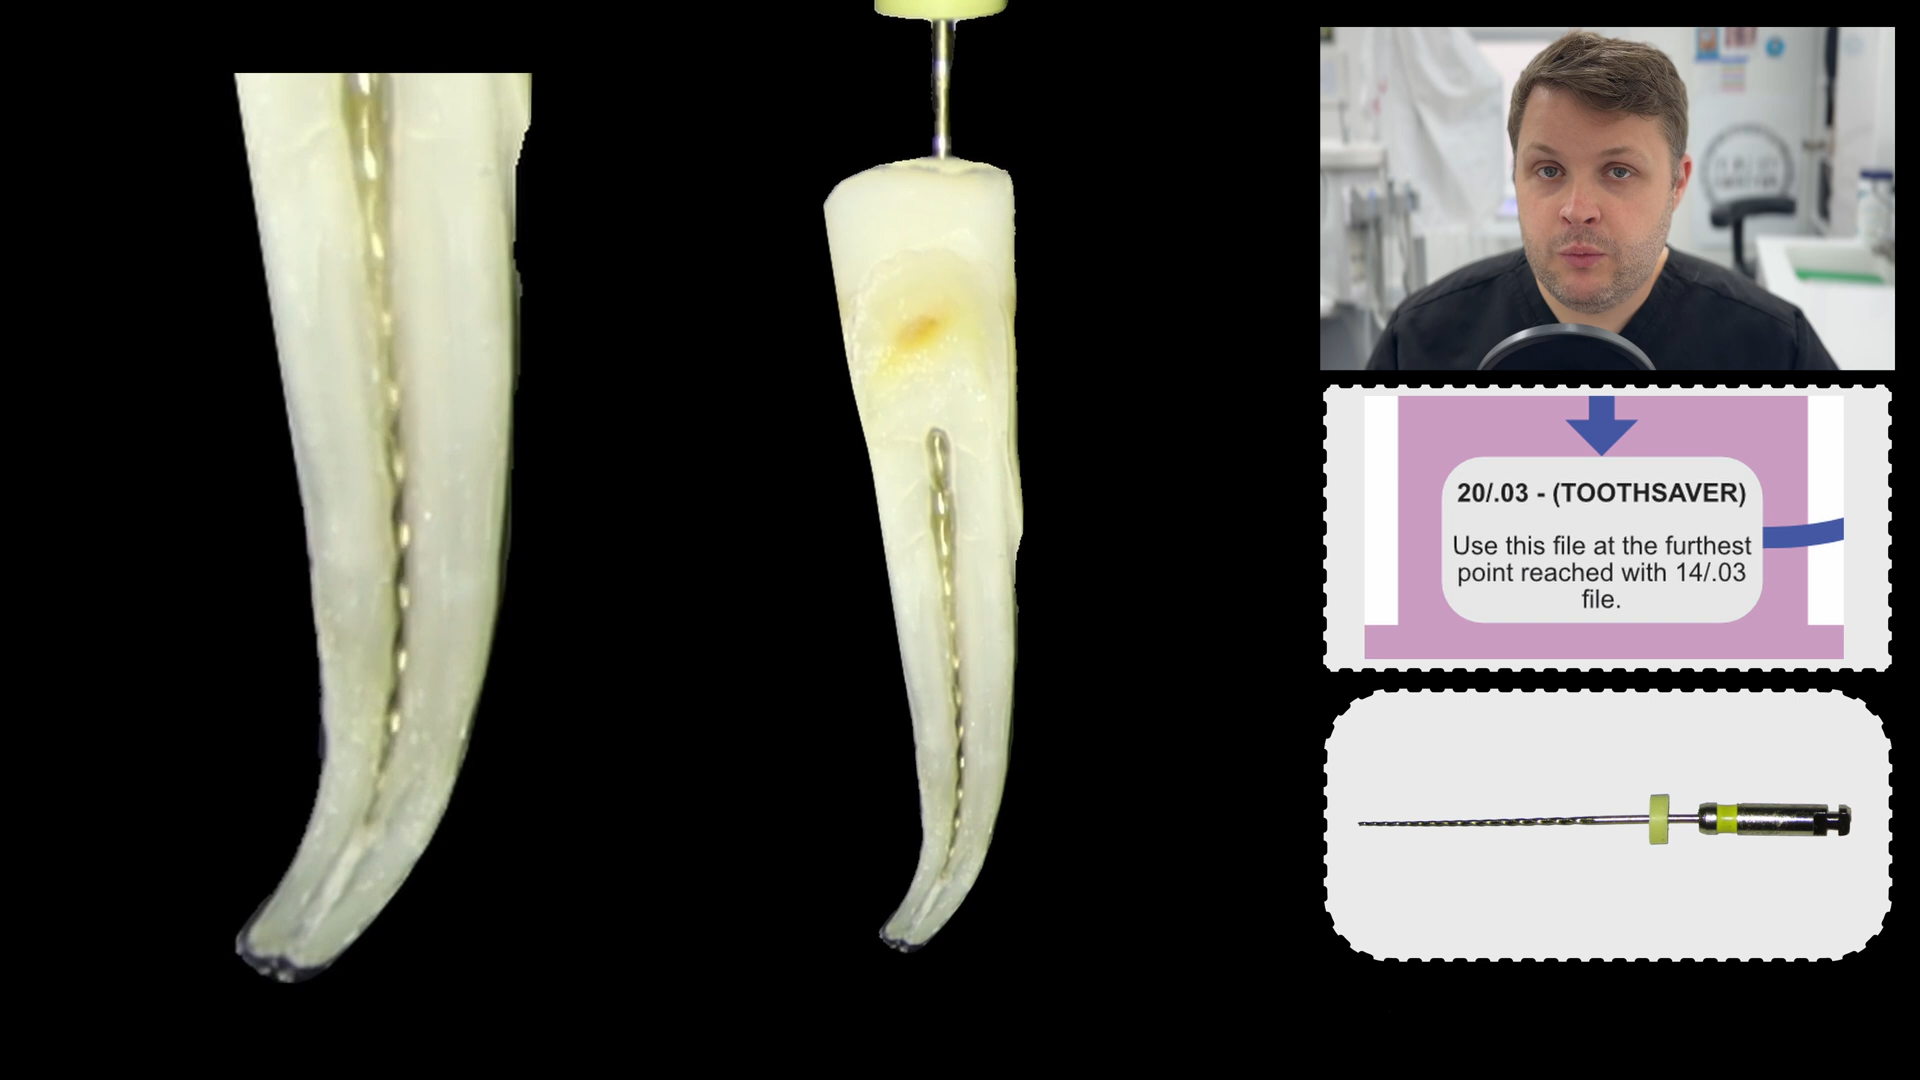 20/.03 - (TOOTHSAVER)
Use this file at the furthest
point reached with 14/.03
file.